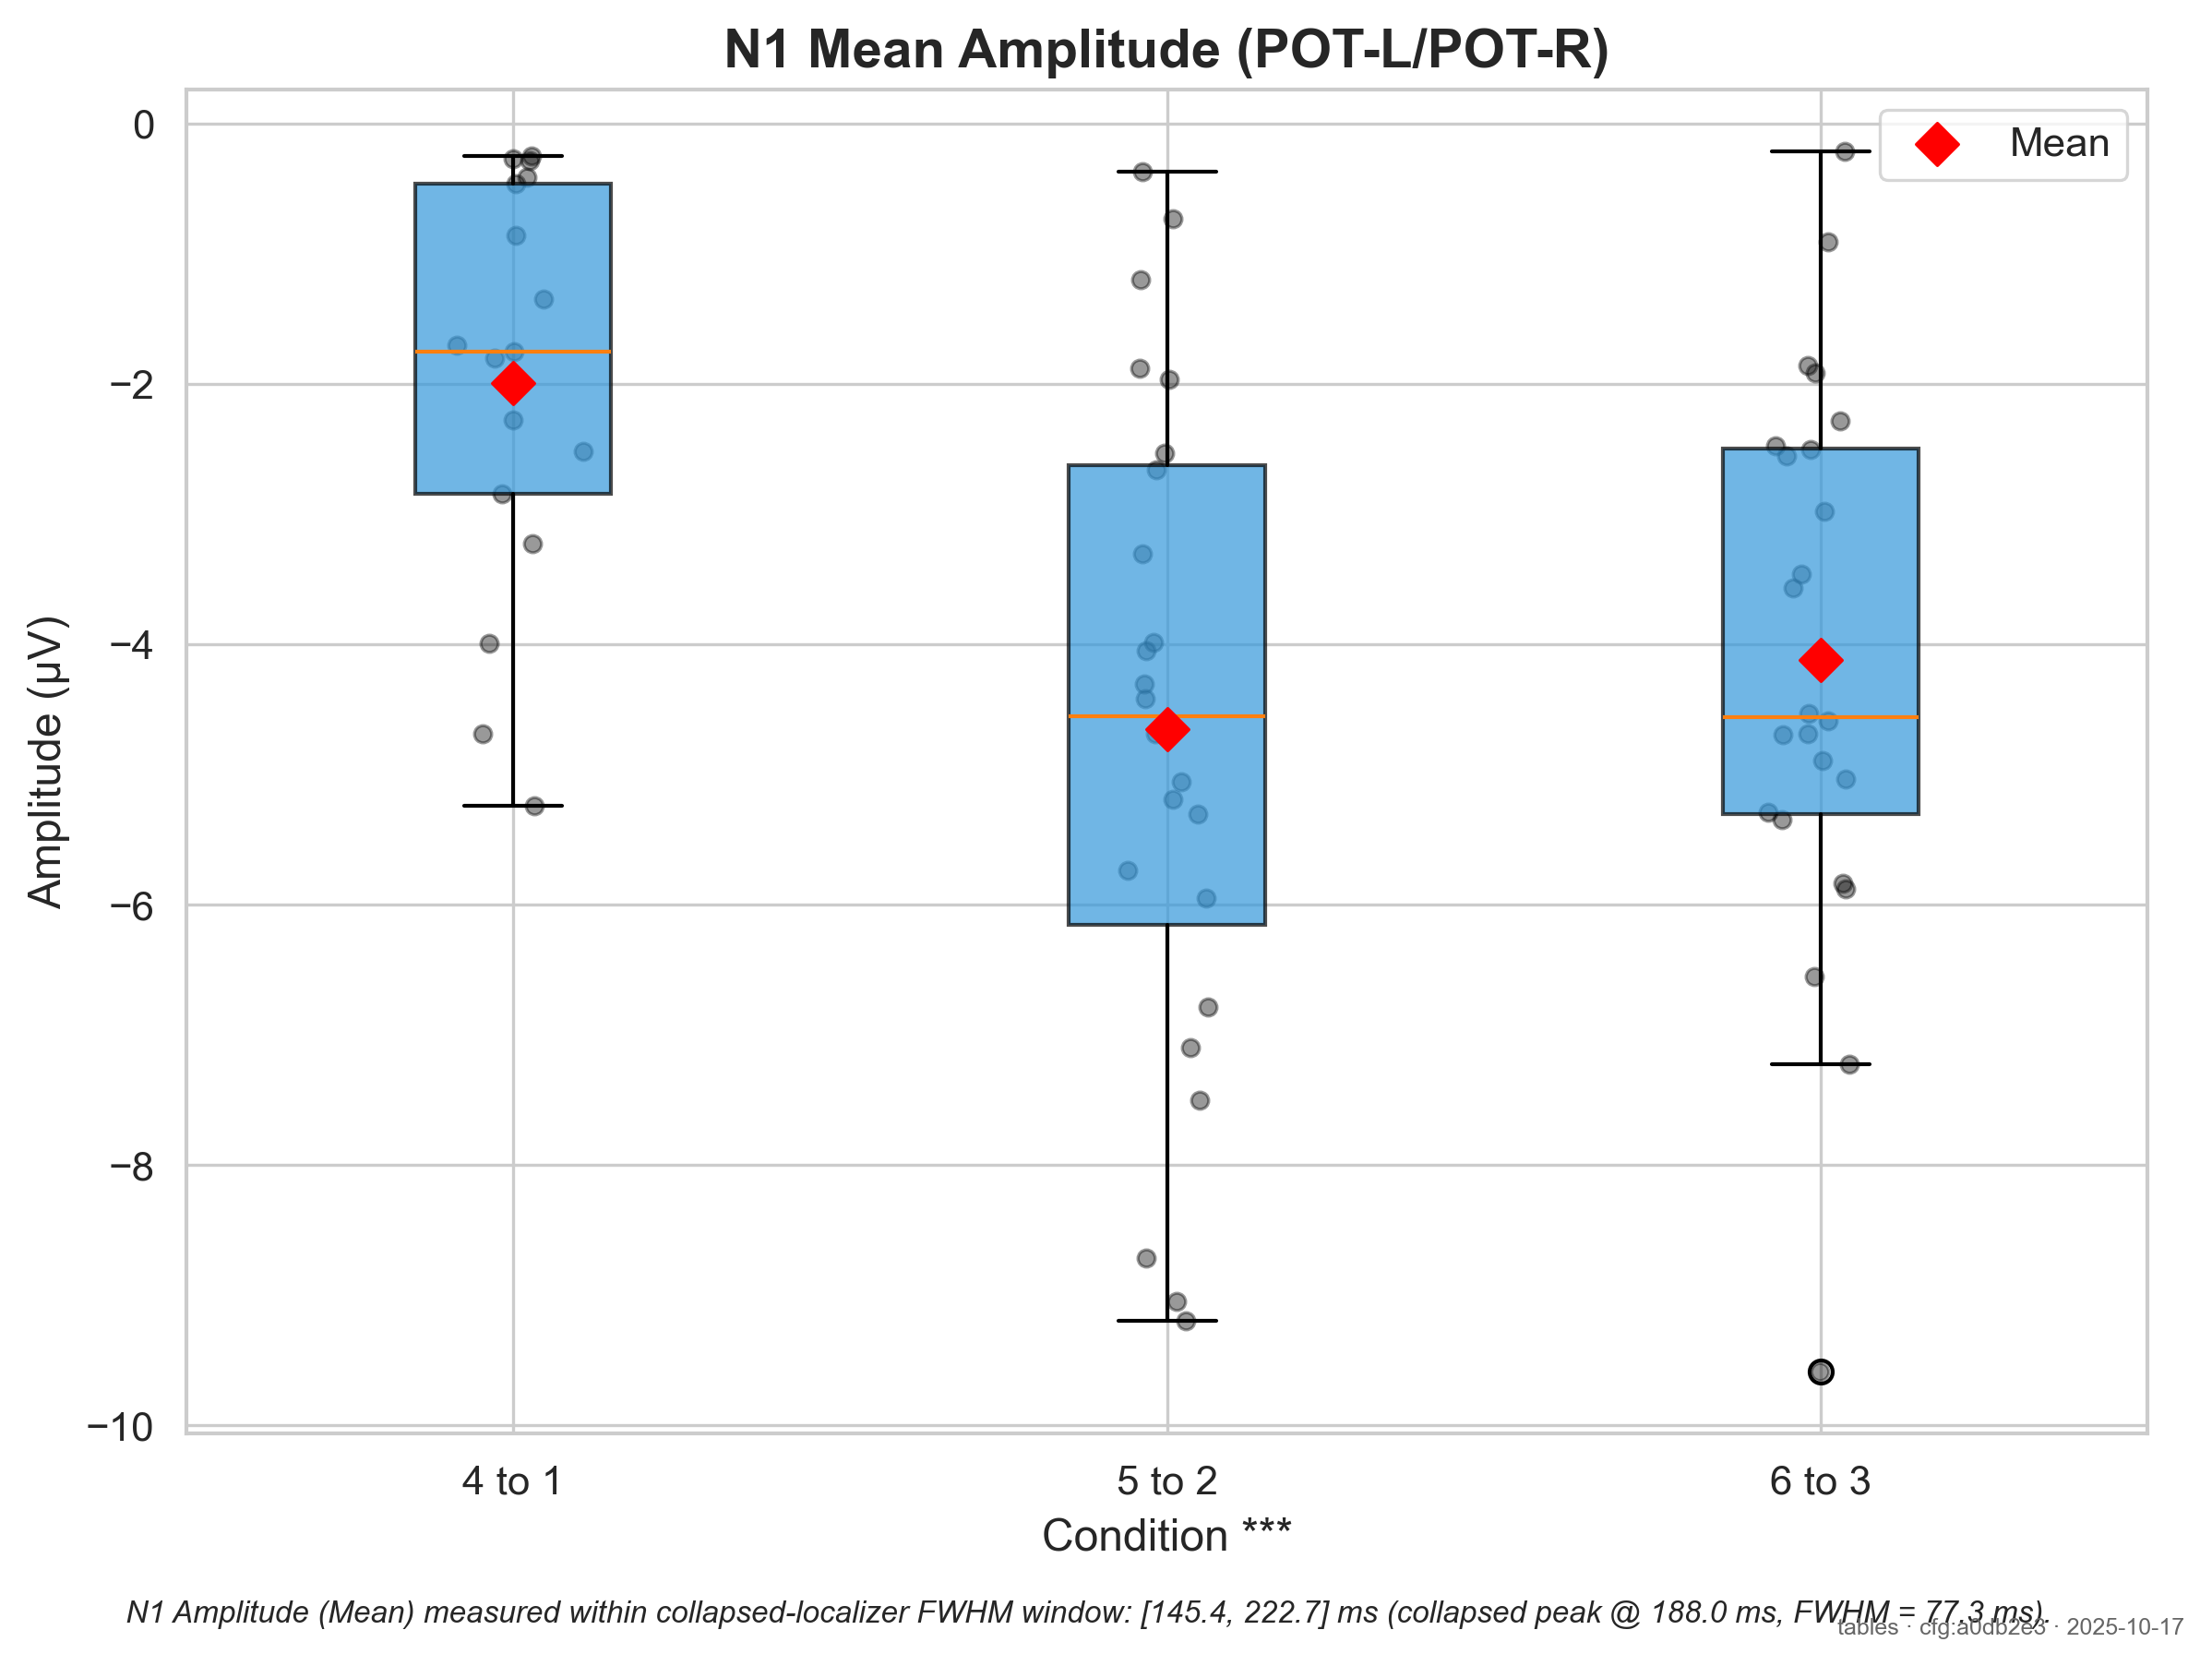 N1 Mean Amplitude (POT-L/POT-R)
Mean
0
−2
−4
−6
−8
−10
Amplitude (µV)
4 to 1
5 to 2
6 to 3
Condition ***
N1 Amplitude (Mean) measured within collapsed-localizer FWHM window: [145.4, 222.7] ms (collapsed peak @ 188.0 ms, FWHM = 77.3 ms).
tables · cfg:a0db2e3 · 2025-10-17